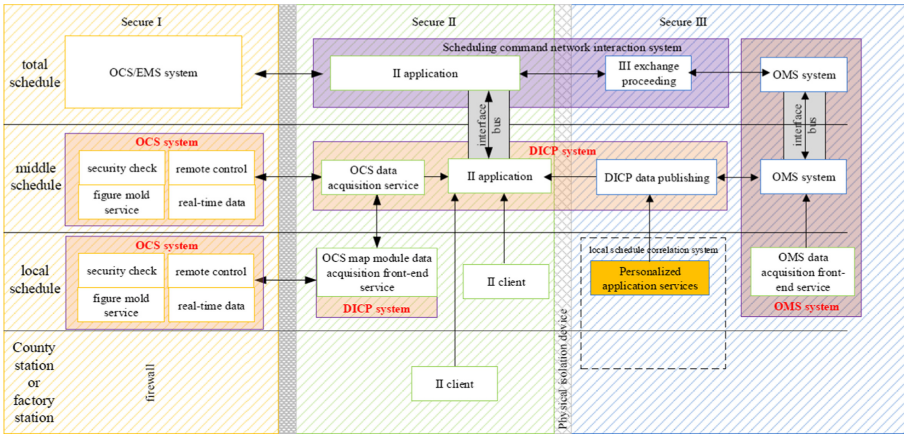 Secure I
Secure II
Secure III
total
schedule
OCS/EMS system
Scheduling command network interaction system
II application
III exchange
proceeding
OMS system
interface
bus
interface
bus
middle
schedule
OCS system
security check
remote control
figure mold
service
real-time data
DICP system
OCS data
acquisition service
II application
DICP data publishing
OMS system
local
schedule
OCS system
security check
remote control
figure mold
service
real-time data
OCS map module data
acquisition front-end
service
DICP system
II client
local schedule correlation system
Personalized
application services
OMS data
acquisition front-
end service
OMS system
County
station
or
factory
station
firewall
II client
Physical isolation device